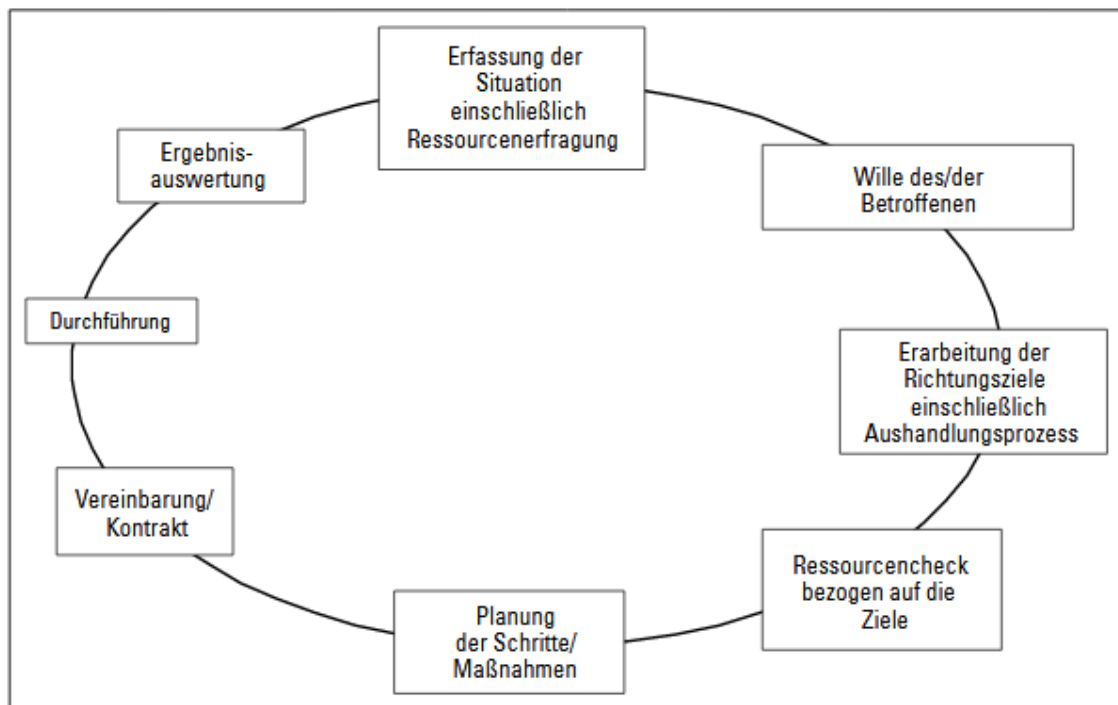 Erfassung der
Situation
einschließlich
Ressourcenerfragung
Wille des/der
Betroffenen
Erarbeitung der
Richtungsziele
einschließlich
Aushandlungsprozess
Ressourcencheck
bezogen auf die
Ziele
Planung
der Schritte/
Maßnahmen
Vereinbarung/
Kontrakt
Durchführung
Ergebnis-
auswertung